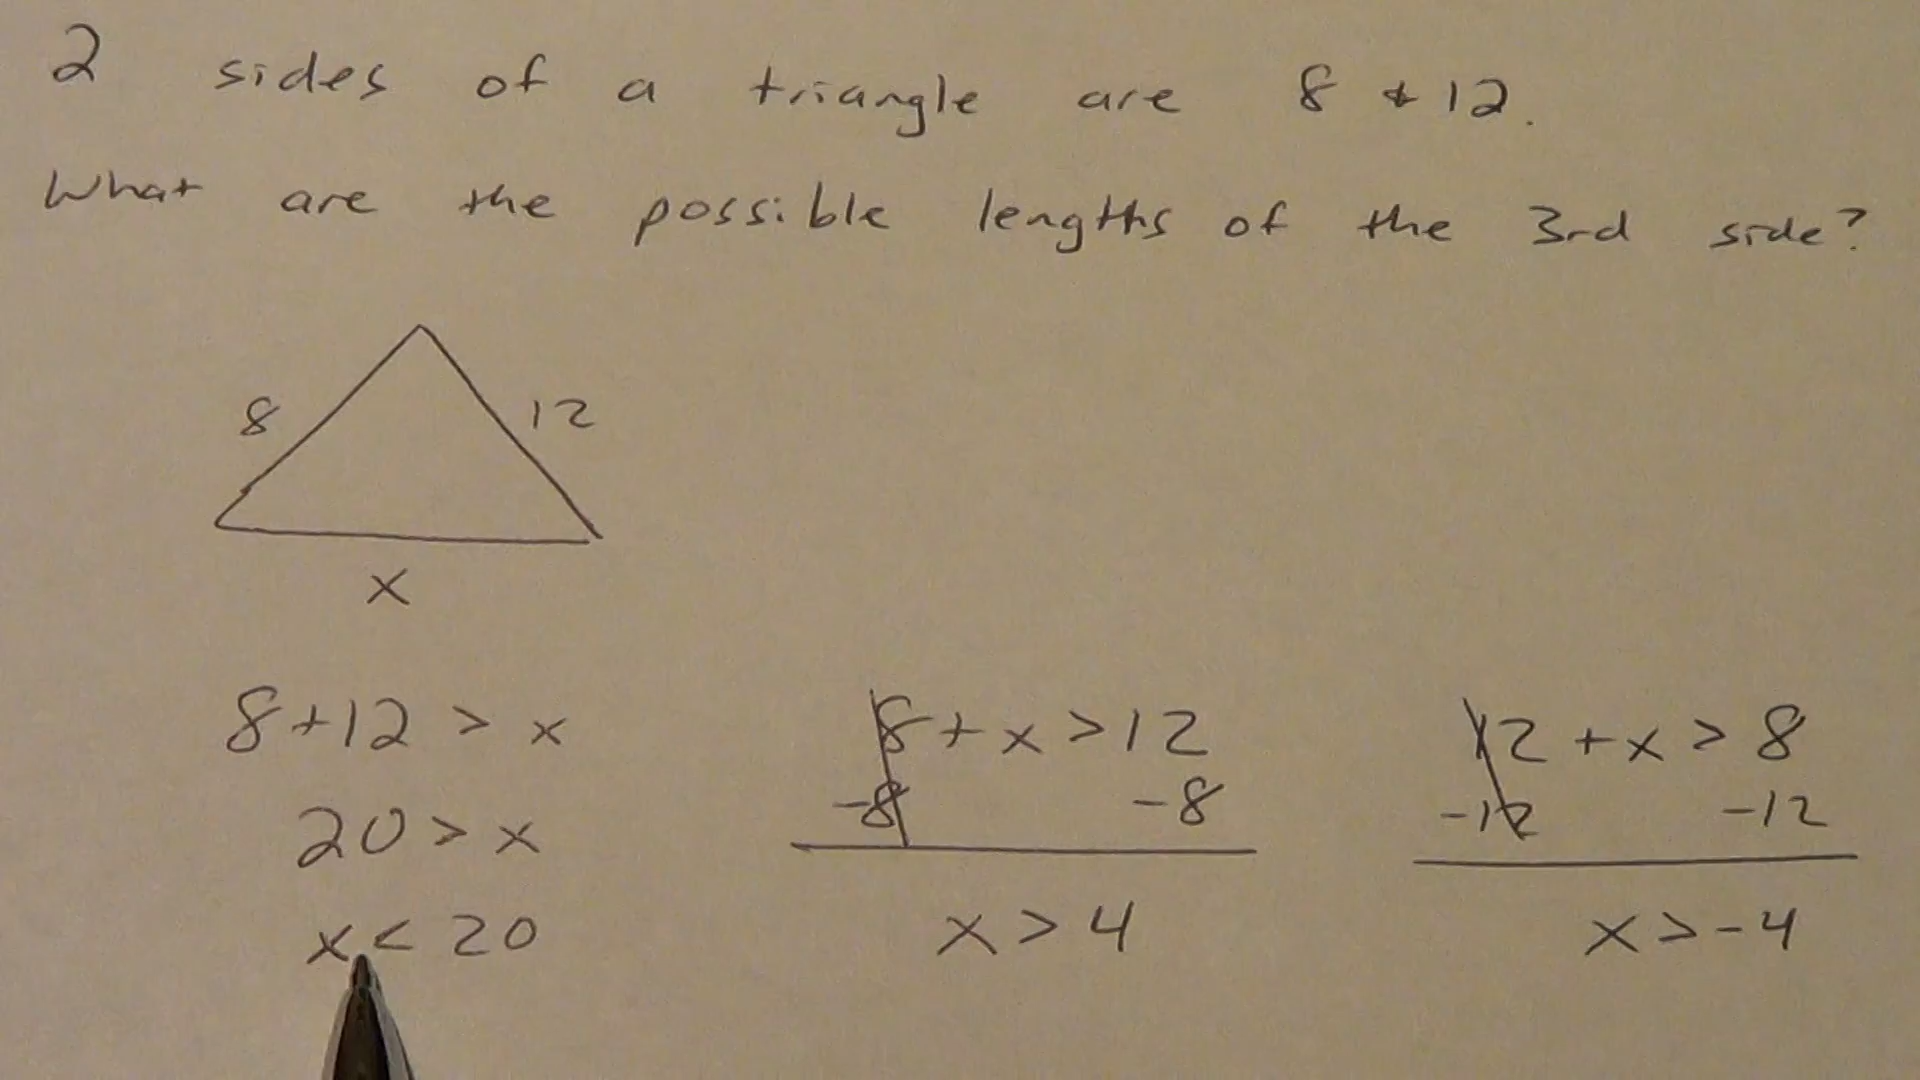 2 sides of a triangle are 8 & 12.
What are the possible lengths of the 3rd side?
8
12
x
8+12 > x
20 > x
x < 20
8 + x > 12
-8 -8
x > 4
12 + x > 8
-12 -12
x > -4